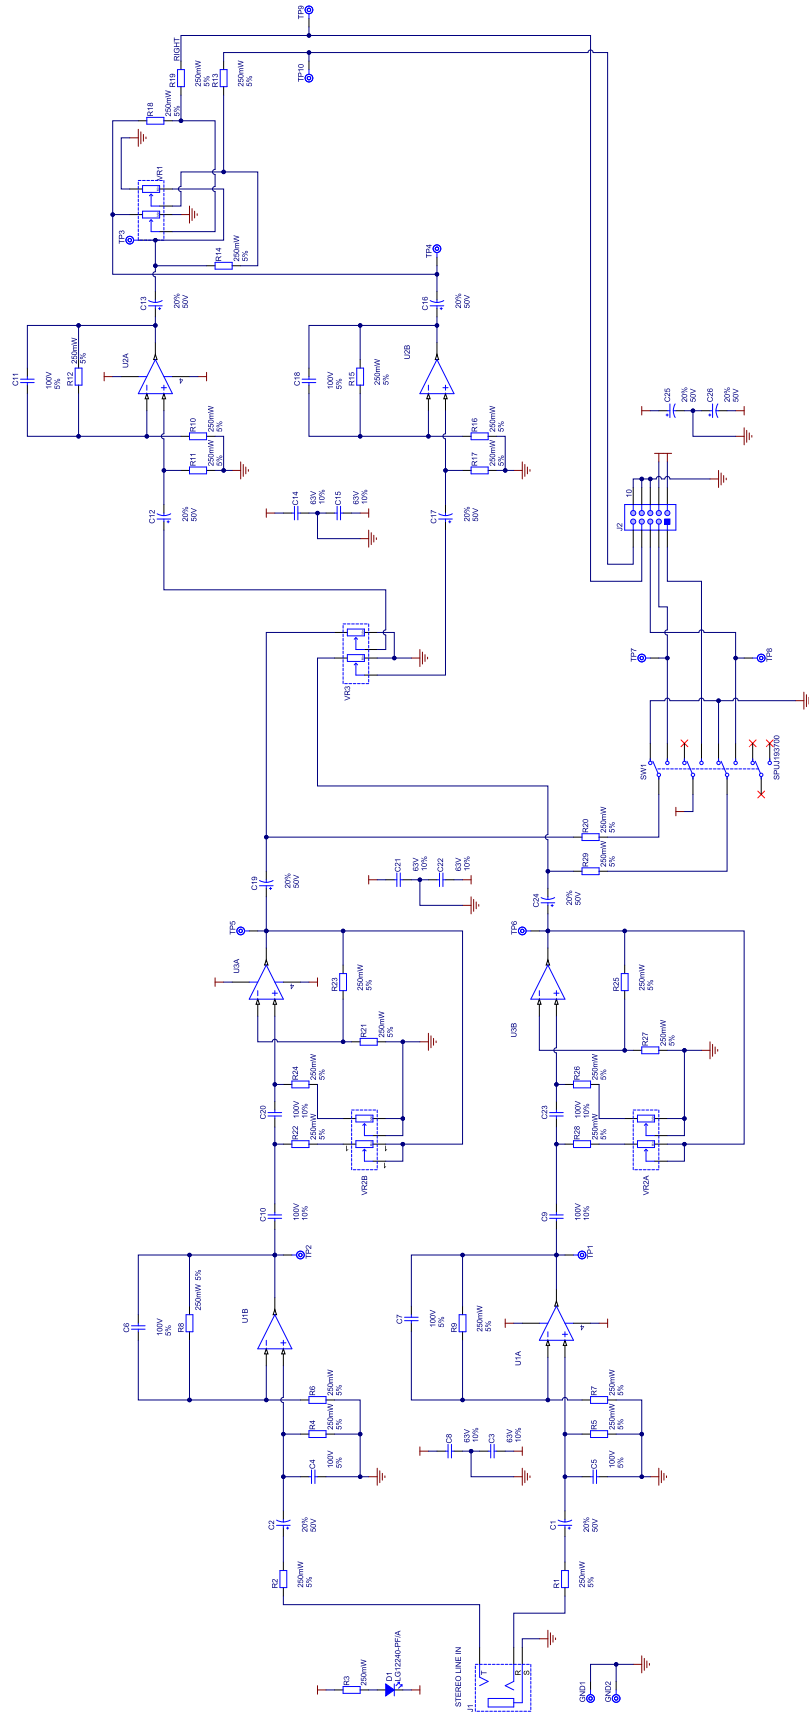 TP9
RIGHT
R19
250mW
5%
R13
250mW
5%
TP10
R18
250mW
5%
VR1
TP3
R14
250mW
5%
TP4
C13
20%
50V
C16
20%
50V
C11
100V
5%
R12
250mW
5%
U2A
4
C18
100V
5%
R15
250mW
5%
U2B
R10
250mW
5%
R11
250mW
5%
R16
250mW
5%
R17
250mW
5%
C25
20%
50V
C26
20%
50V
C12
20%
50V
C14
63V
10%
C15
63V
10%
C17
20%
50V
J2
10
VR3
TP7
TP8
SW1
SPUJ193700
R20
250mW
5%
R29
250mW
5%
C19
20%
50V
C21
63V
10%
C22
63V
10%
C24
20%
50V
TP5
U3A
4
R23
250mW
5%
R21
250mW
5%
TP6
U3B
R25
250mW
5%
R27
250mW
5%
R24
250mW
5%
C20
100V
10%
R22
250mW
5%
1
1
VR2B
R26
250mW
5%
C23
100V
10%
R28
250mW
5%
VR2A
C10
100V
10%
C9
100V
10%
TP2
TP1
C6
100V
5%
R8
250mW 5%
U1B
C7
100V
5%
R9
250mW
5%
U1A
4
R6
250mW
5%
R4
250mW
5%
C4
100V
5%
R7
250mW
5%
R5
250mW
5%
C5
100V
5%
C8
63V
10%
C3
63V
10%
C2
20%
50V
C1
20%
50V
R2
250mW
5%
R1
250mW
5%
R3
250mW
D1
LG12240-PF/A
STEREO LINE IN
J1
T
R
S
GND1
GND2